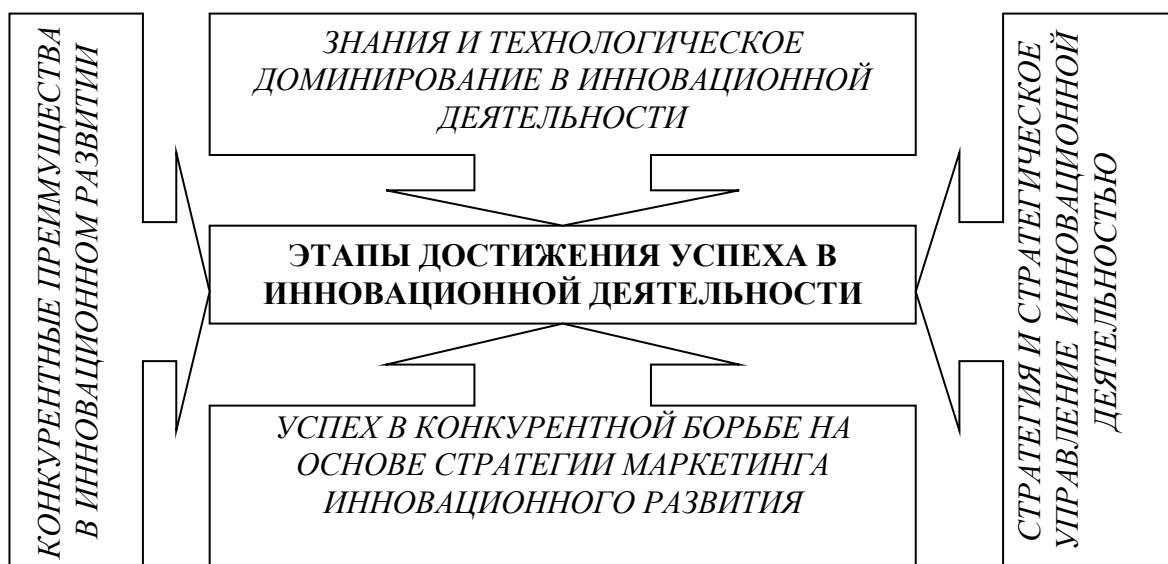 КОНКУРЕНТНЫЕ ПРЕИМУЩЕСТВА
В ИННОВАЦИОННОМ РАЗВИТИИ
ЗНАНИЯ И ТЕХНОЛОГИЧЕСКОЕ
ДОМИНИРОВАНИЕ В ИННОВАЦИОННОЙ
ДЕЯТЕЛЬНОСТИ
ЭТАПЫ ДОСТИЖЕНИЯ УСПЕХА В
ИННОВАЦИОННОЙ ДЕЯТЕЛЬНОСТИ
УСПЕХ В КОНКУРЕНТНОЙ БОРЬБЕ НА
ОСНОВЕ СТРАТЕГИИ МАРКЕТИНГА
ИННОВАЦИОННОГО РАЗВИТИЯ
СТРАТЕГИЯ И СТРАТЕГИЧЕСКОЕ
УПРАВЛЕНИЕ ИННОВАЦИОННОЙ
ДЕЯТЕЛЬНОСТЬЮ